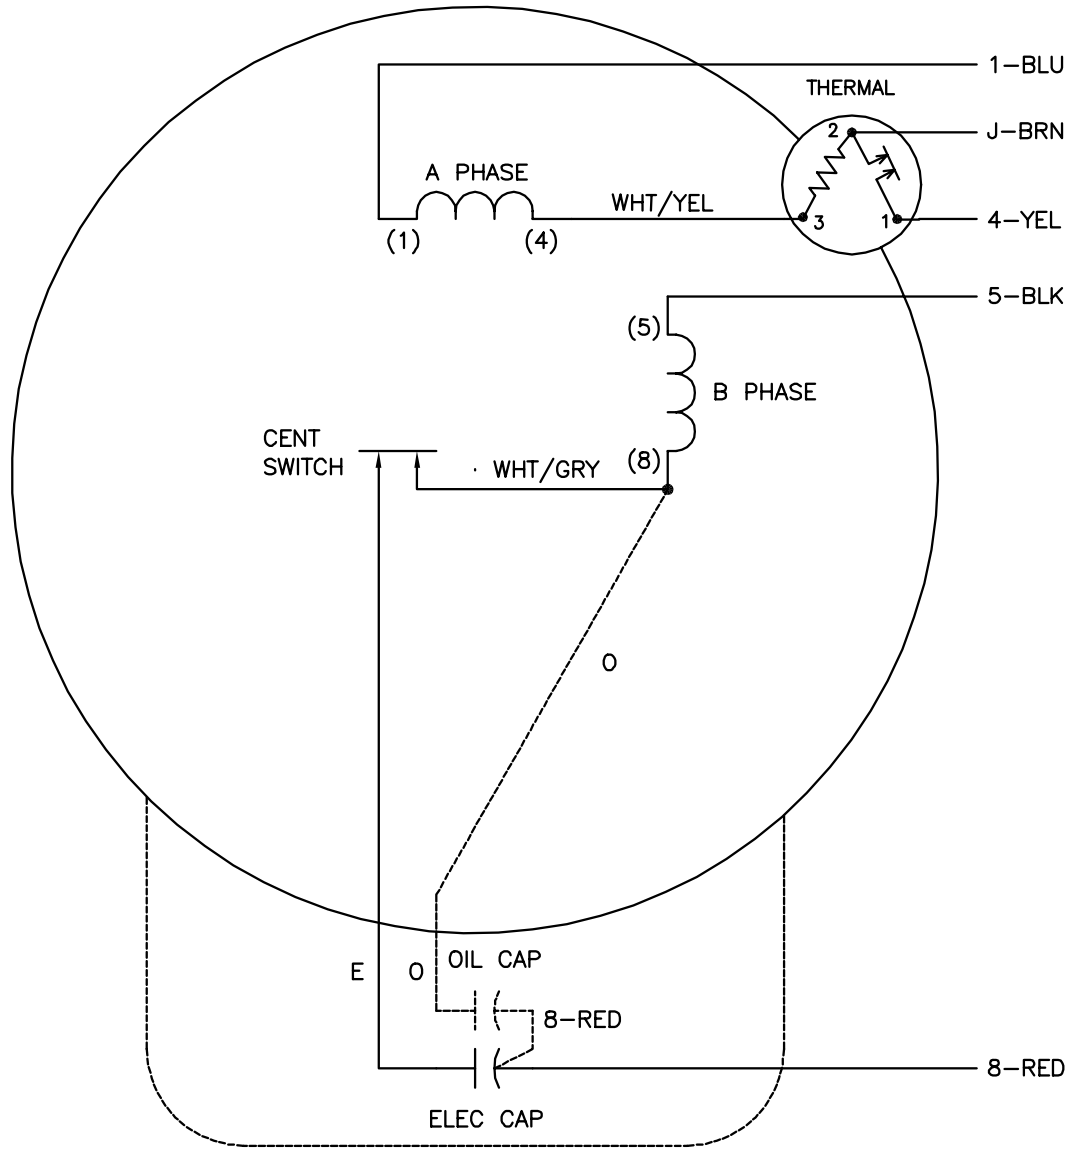 1-BLU
THERMAL
2
J-BRN
A PHASE
WHT/YEL
3
1
4-YEL
(1)
(4)
5-BLK
(5)
B PHASE
CENT
SWITCH
WHT/GRY
(8)
O
OIL CAP
E
O
8-RED
8-RED
ELEC CAP